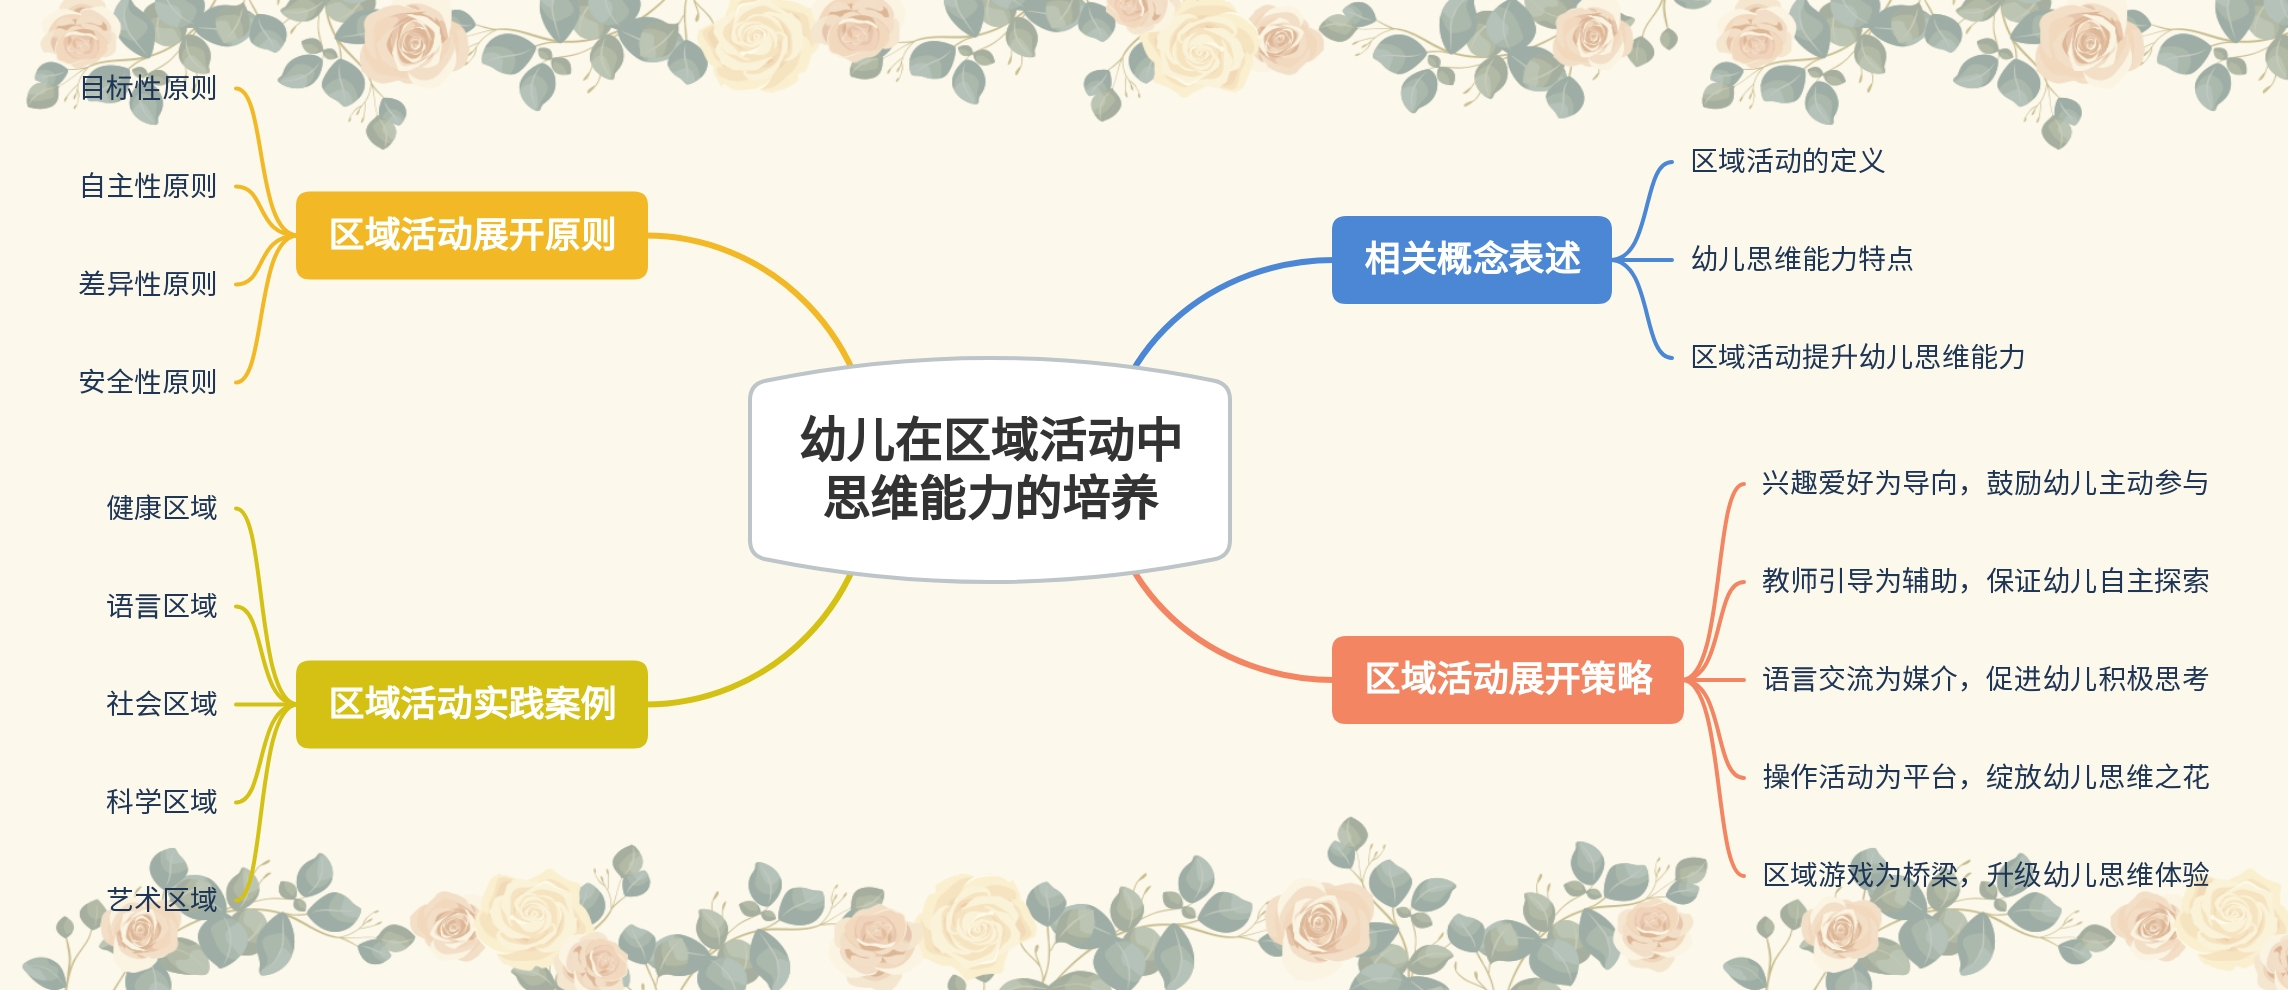 幼儿在区域活动中
思维能力的培养
相关概念表述
区域活动的定义
幼儿思维能力特点
区域活动提升幼儿思维能力
区域活动展开策略
兴趣爱好为导向，鼓励幼儿主动参与
教师引导为辅助，保证幼儿自主探索
语言交流为媒介，促进幼儿积极思考
操作活动为平台，绽放幼儿思维之花
区域游戏为桥梁，升级幼儿思维体验
区域活动展开原则
目标性原则
自主性原则
差异性原则
安全性原则
区域活动实践案例
健康区域
语言区域
社会区域
科学区域
艺术区域